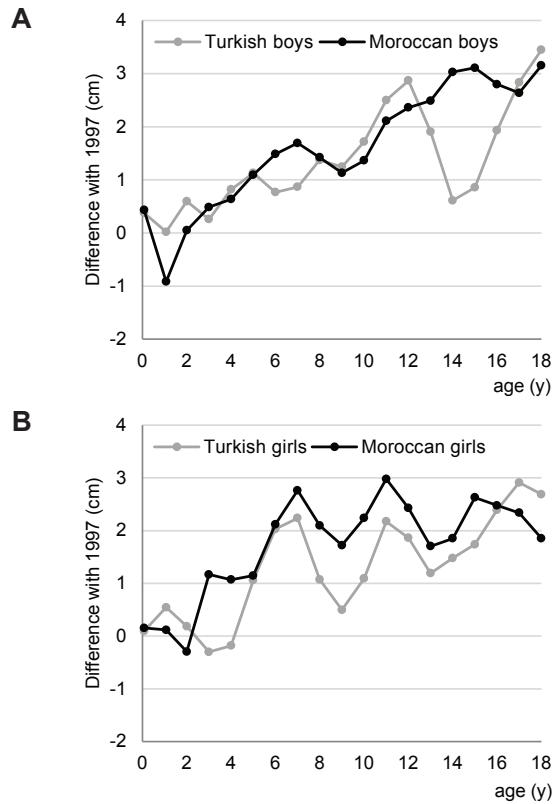 A
4
Turkish boys Moroccan boys
3
2
1
0
-1
-2
Difference with 1997 (cm)
0 2 4 6 8 10 12 14 16 18
age (y)
B
4
Turkish girls Moroccan girls
3
2
1
0
-1
-2
Difference with 1997 (cm)
0 2 4 6 8 10 12 14 16 18
age (y)